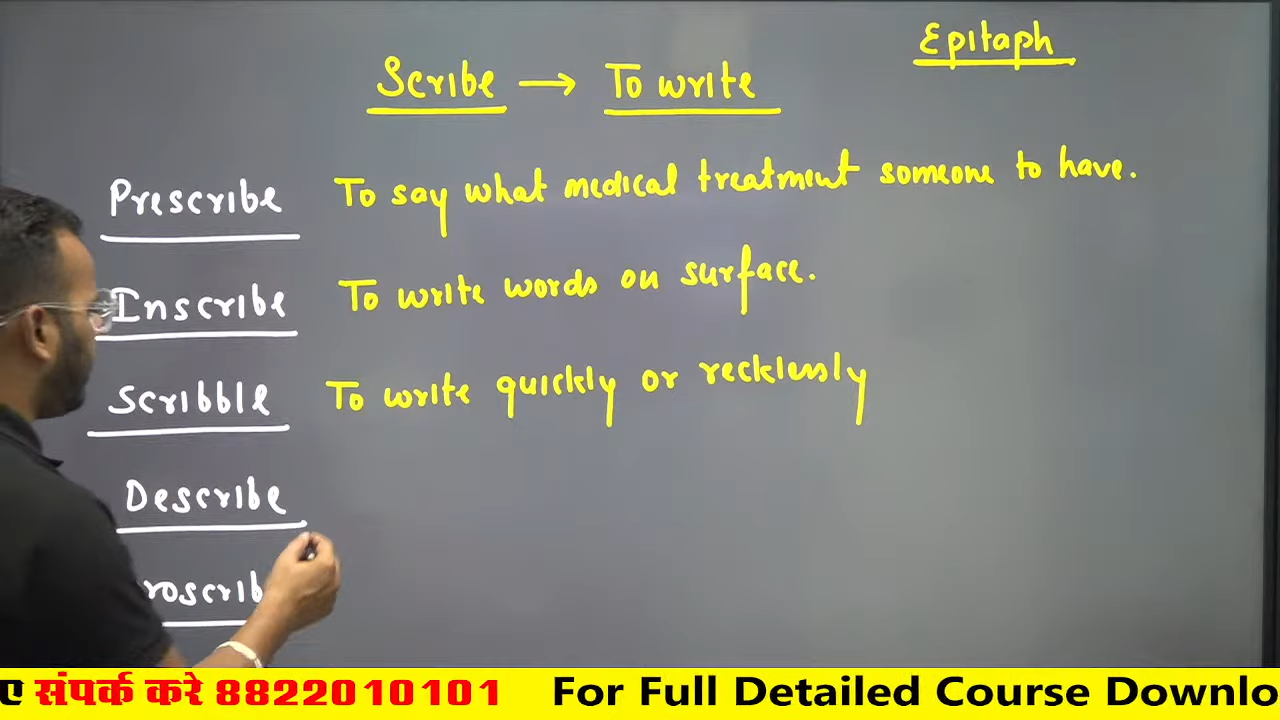 Epitaph
Scribe → To write
Prescribe To say what medical treatment someone to have.
Inscribe To write words on surface.
Scribble To write quickly or recklessly
Describe
roscrib
ए संपर्क करे 8822010101 For Full Detailed Course Downlo